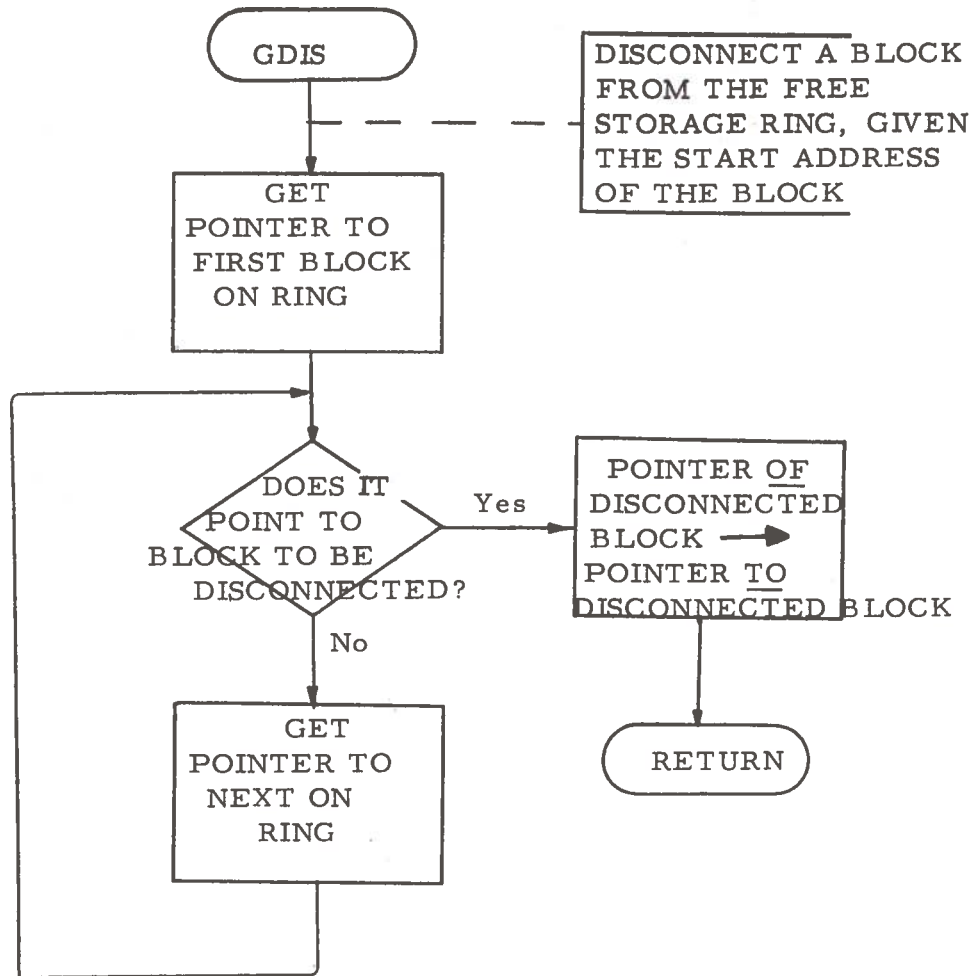 GDIS
DISCONNECT A BLOCK
FROM THE FREE
STORAGE RING, GIVEN
THE START ADDRESS
OF THE BLOCK
GET
POINTER TO
FIRST BLOCK
ON RING
DOES IT
POINT TO
BLOCK TO BE
DISCONNECTED?
Yes
POINTER OF
DISCONNECTED
BLOCK →
POINTER TO
DISCONNECTED BLOCK
No
GET
POINTER TO
NEXT ON
RING
RETURN